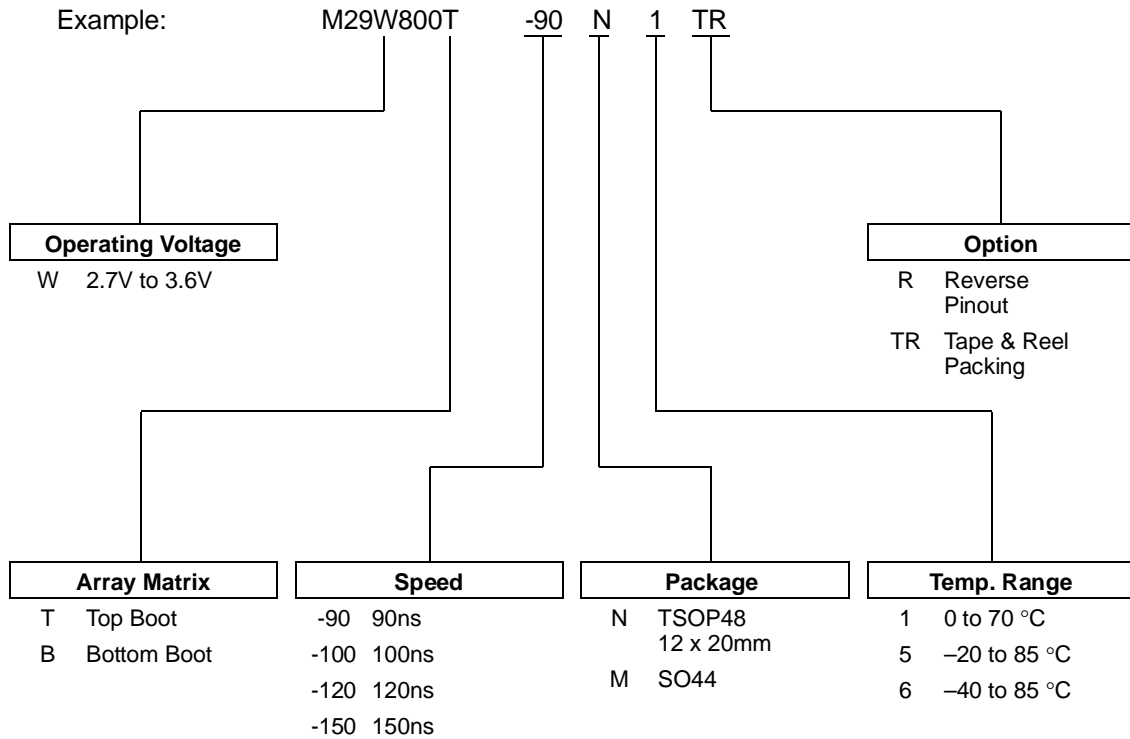 Example: M29W800T -90 N 1 TR
Operating Voltage
W 2.7V to 3.6V
Option
R Reverse
Pinout
TR Tape & Reel
Packing
Array Matrix
T Top Boot
B Bottom Boot
Speed
-90 90ns
-100 100ns
-120 120ns
-150 150ns
Package
N TSOP48
12 x 20mm
M SO44
Temp. Range
1 0 to 70 °C
5 –20 to 85 °C
6 –40 to 85 °C